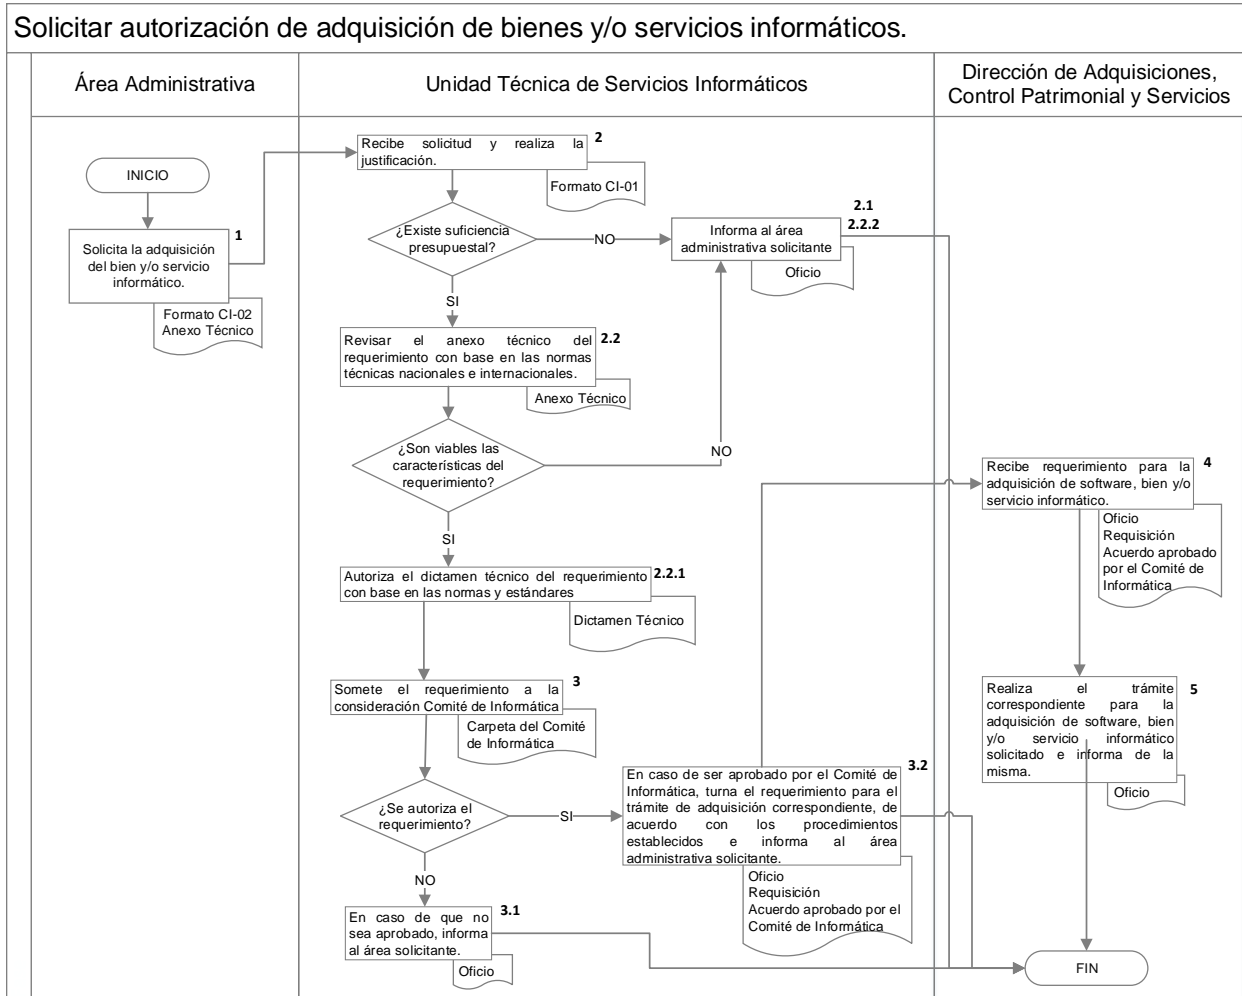 Solicitar autorización de adquisición de bienes y/o servicios informáticos.
Área Administrativa
Unidad Técnica de Servicios Informáticos
Dirección de Adquisiciones,
Control Patrimonial y Servicios
INICIO
1
Solicita la adquisición
del bien y/o servicio
informático.
Formato CI-02
Anexo Técnico
2
Recibe solicitud y realiza la
justificación.
Formato CI-01
¿Existe suficiencia
presupuestal?
NO
2.1
2.2.2
Informa al área
administrativa solicitante
Oficio
SI
2.2
Revisar el anexo técnico del
requerimiento con base en las normas
técnicas nacionales e internacionales.
Anexo Técnico
¿Son viables las
características del
requerimiento?
NO
SI
2.2.1
Autoriza el dictamen técnico del requerimiento
con base en las normas y estándares
Dictamen Técnico
3
Somete el requerimiento a la
consideración Comité de Informática
Carpeta del Comité
de Informática
¿Se autoriza el
requerimiento?
SI
3.2
En caso de ser aprobado por el Comité de
Informática, turna el requerimiento para el
trámite de adquisición correspondiente, de
acuerdo con los procedimientos
establecidos e informa al área
administrativa solicitante.
Oficio
Requisición
Acuerdo aprobado por el
Comité de Informática
NO
3.1
En caso de que no
sea aprobado, informa
al área solicitante.
Oficio
4
Recibe requerimiento para la
adquisición de software, bien y/o
servicio informático.
Oficio
Requisición
Acuerdo aprobado
por el Comité de
Informática
5
Realiza el trámite
correspondiente para la
adquisición de software, bien
y/o servicio informático
solicitado e informa de la
misma.
Oficio
FIN